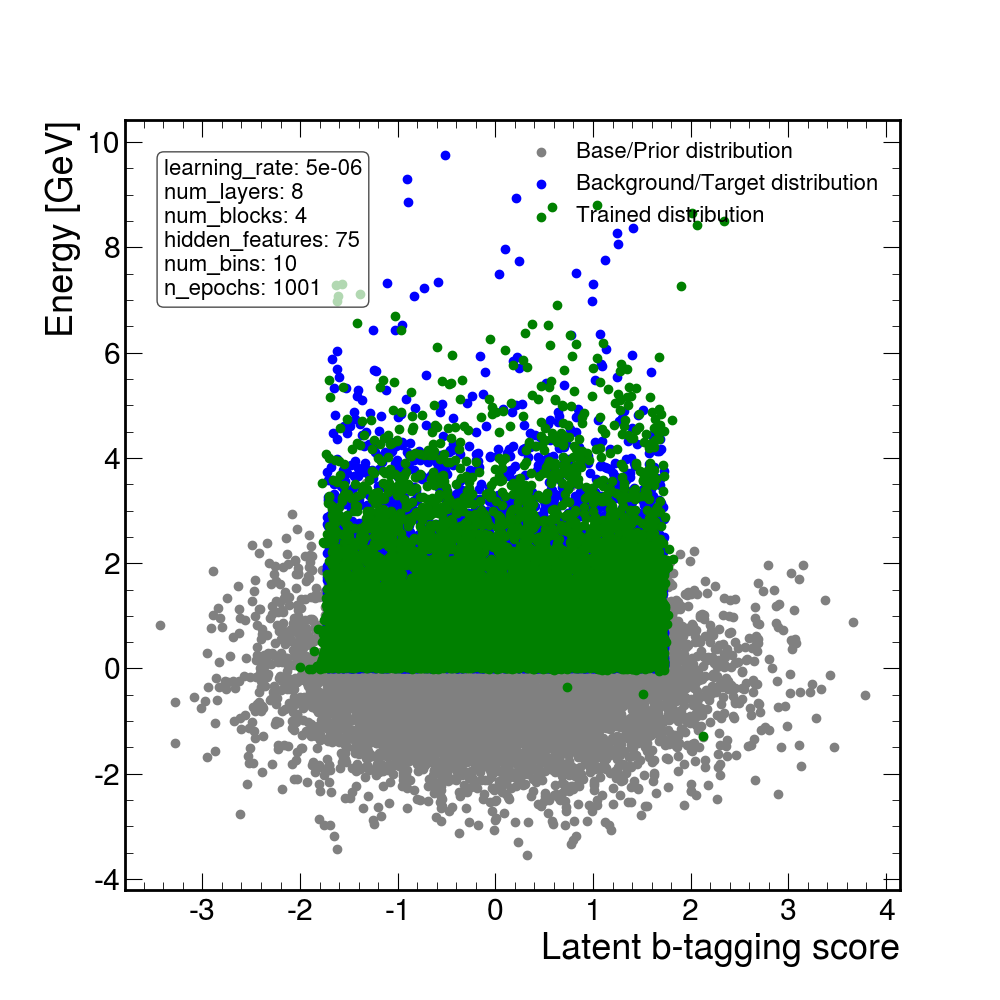 Energy [GeV]
10
8
6
4
2
0
-2
-4
learning_rate: 5e-06
num_layers: 8
num_blocks: 4
hidden_features: 75
num_bins: 10
n_epochs: 1001
Base/Prior distribution
Background/Target distribution
Trained distribution
-3 -2 -1 0 1 2 3 4
Latent b-tagging score